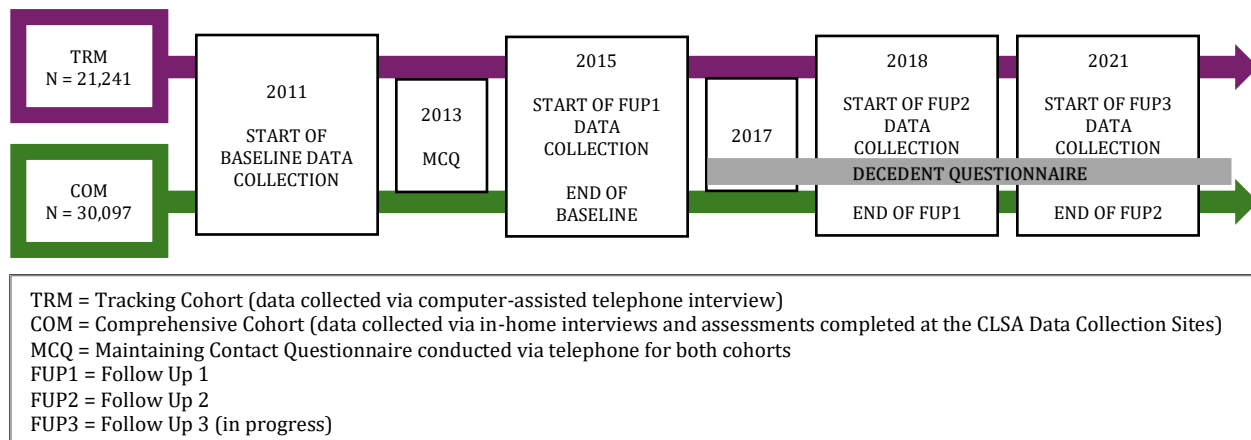 TRM
N = 21,241
COM
N = 30,097
2011
START OF
BASELINE DATA
COLLECTION
2013
MCQ
2015
START OF FUP1
DATA
COLLECTION
END OF
BASELINE
2017
2018
START OF FUP2
DATA
COLLECTION
END OF FUP1
2021
START OF FUP3
DATA
COLLECTION
END OF FUP2
DECEDENT QUESTIONNAIRE
TRM = Tracking Cohort (data collected via computer-assisted telephone interview)
COM = Comprehensive Cohort (data collected via in-home interviews and assessments completed at the CLSA Data Collection Sites)
MCQ = Maintaining Contact Questionnaire conducted via telephone for both cohorts
FUP1 = Follow Up 1
FUP2 = Follow Up 2
FUP3 = Follow Up 3 (in progress)